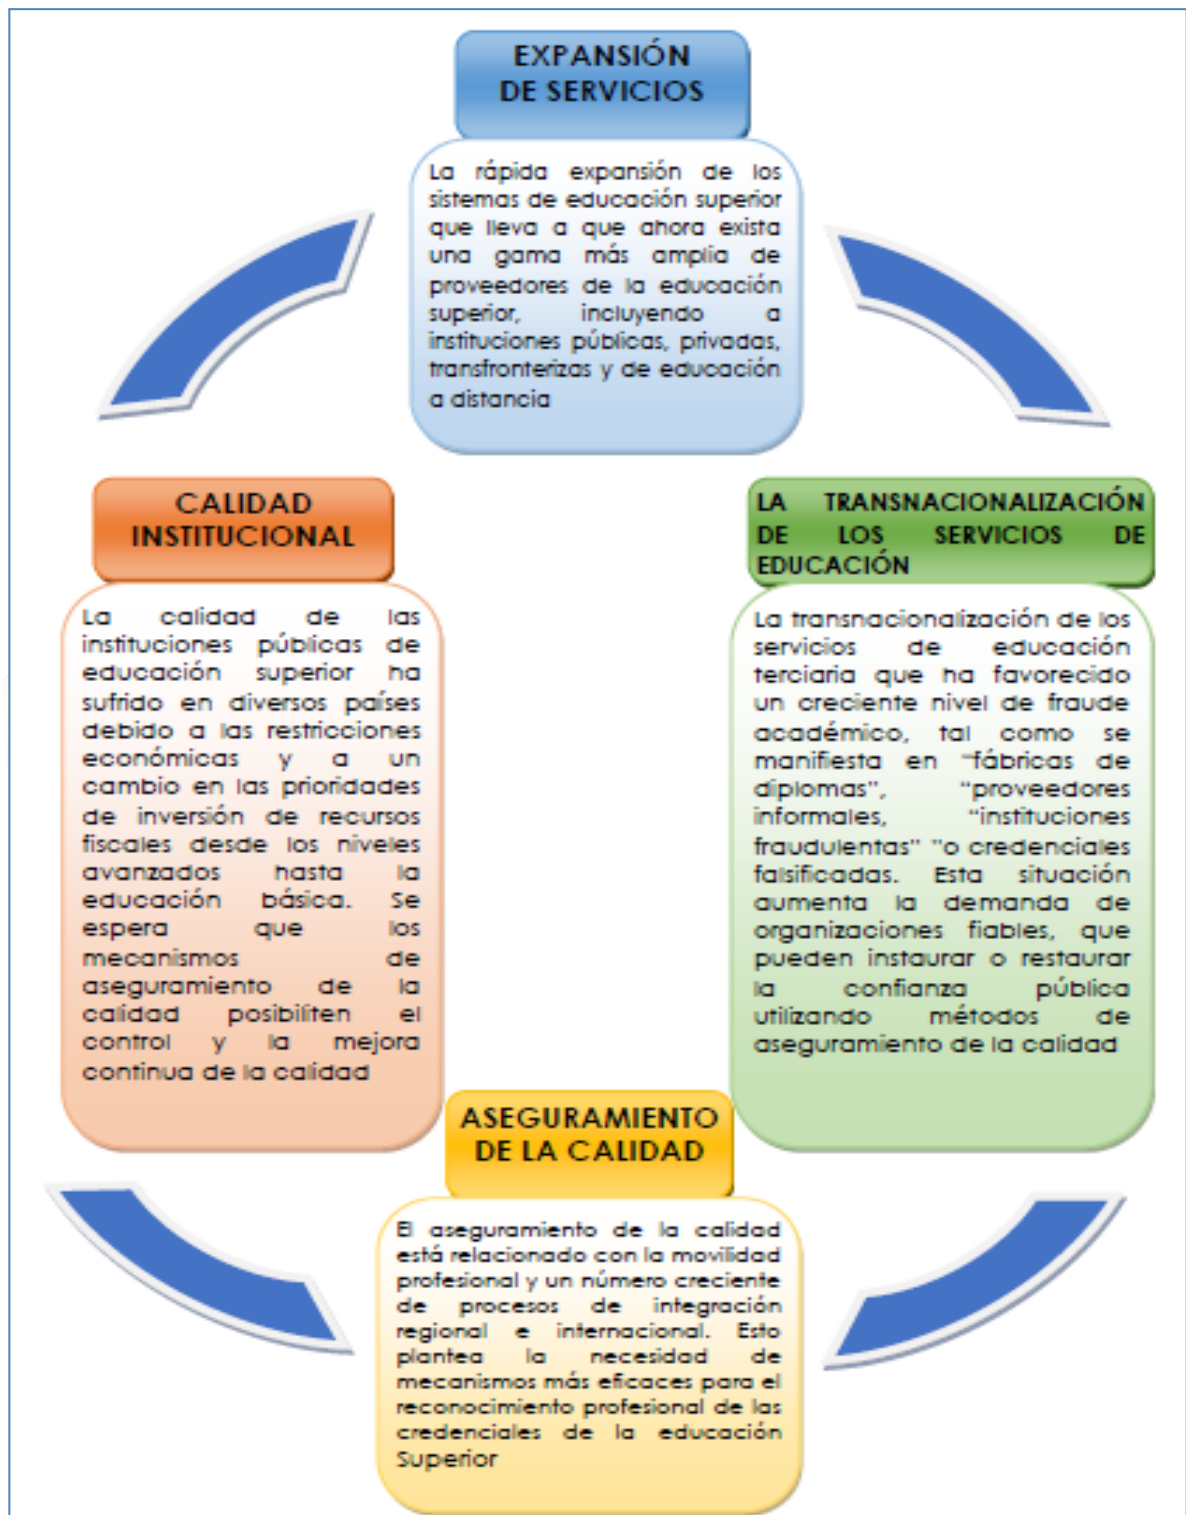 EXPANSIÓN
DE SERVICIOS
La rápida expansión de los
sistemas de educación superior
que lleva a que ahora exista
una gama más amplia de
proveedores de la educación
superior, incluyendo a
instituciones públicas, privadas,
transfronterizas y de educación
a distancia
CALIDAD
INSTITUCIONAL
La calidad de las
instituciones públicas de
educación superior ha
sufrido en diversos países
debido a las restricciones
económicas y a un
cambio en las prioridades
de inversión de recursos
fiscales desde los niveles
avanzados hasta la
educación básica. Se
espera que los
mecanismos de
aseguramiento de la
calidad posibiliten el
control y la mejora
continua de la calidad
LA TRANSNACIONALIZACIÓN
DE LOS SERVICIOS DE
EDUCACIÓN
La transnacionalización de los
servicios de educación
terciaria que ha favorecido
un creciente nivel de fraude
académico, tal como se
manifiesta en “fábricas de
diplomas”, “proveedores
informales, “instituciones
fraudulentas” “o credenciales
falsificadas. Esta situación
aumenta la demanda de
organizaciones fiables, que
pueden instaurar o restaurar
la confianza pública
utilizando métodos de
aseguramiento de la calidad
ASEGURAMIENTO
DE LA CALIDAD
El aseguramiento de la calidad
está relacionado con la movilidad
profesional y un número creciente
de procesos de integración
regional e internacional. Esto
plantea la necesidad de
mecanismos más eficaces para el
reconocimiento profesional de las
credenciales de la educación
Superior